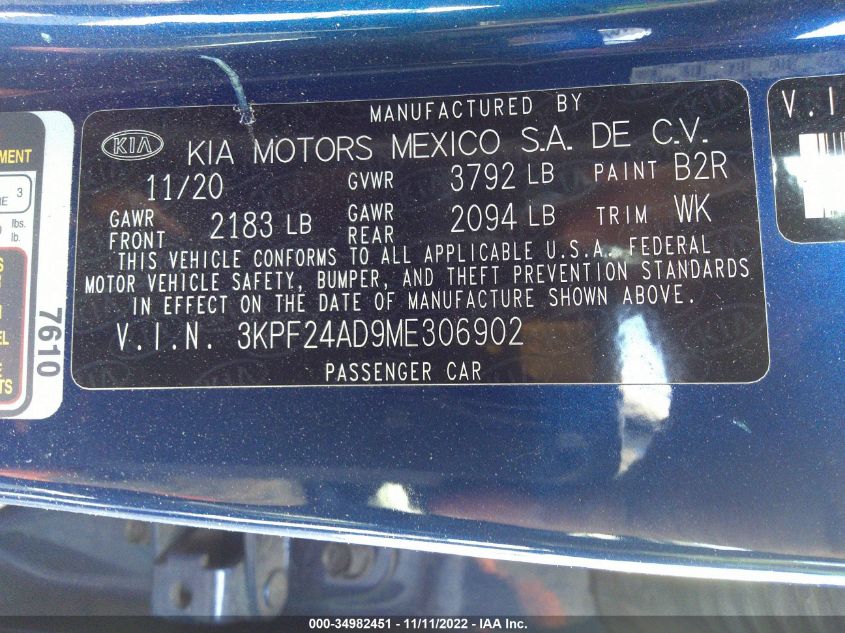 MANUFACTURED BY
KIA KIA MOTORS MEXICO S.A. DE C.V.
11/20 GVWR 3792 LB PAINT B2R
GAWR FRONT 2183 LB GAWR REAR 2094 LB TRIM WK
THIS VEHICLE CONFORMS TO ALL APPLICABLE U.S.A. FEDERAL
MOTOR VEHICLE SAFETY, BUMPER, AND THEFT PREVENTION STANDARDS
IN EFFECT ON THE DATE OF MANUFACTURE SHOWN ABOVE.
V.I.N. 3KPF24AD9ME306902
PASSENGER CAR
7610
3
lbs.
lb.
V.I
000-34982451 - 11/11/2022 - IAA Inc.